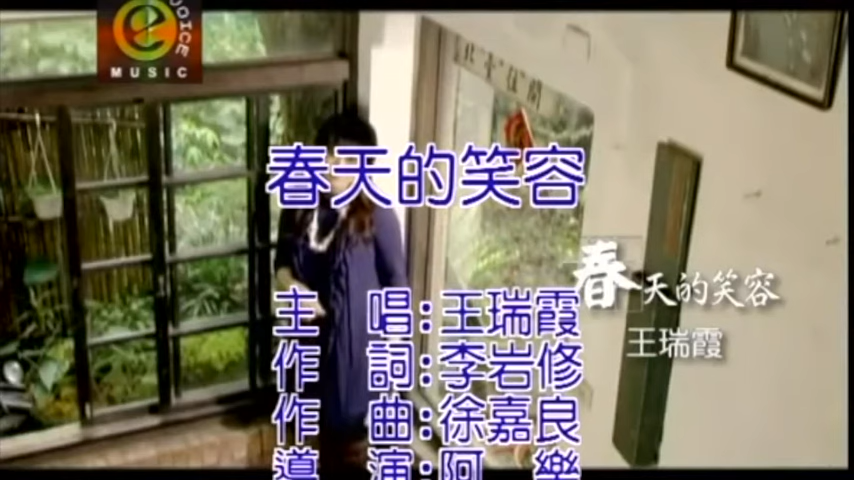 EJOICE
MUSIC
春天的笑容
主 唱:王瑞霞
作 詞:李岩修
作 曲:徐嘉良
導 演:阿 樂
春天的笑容
王瑞霞